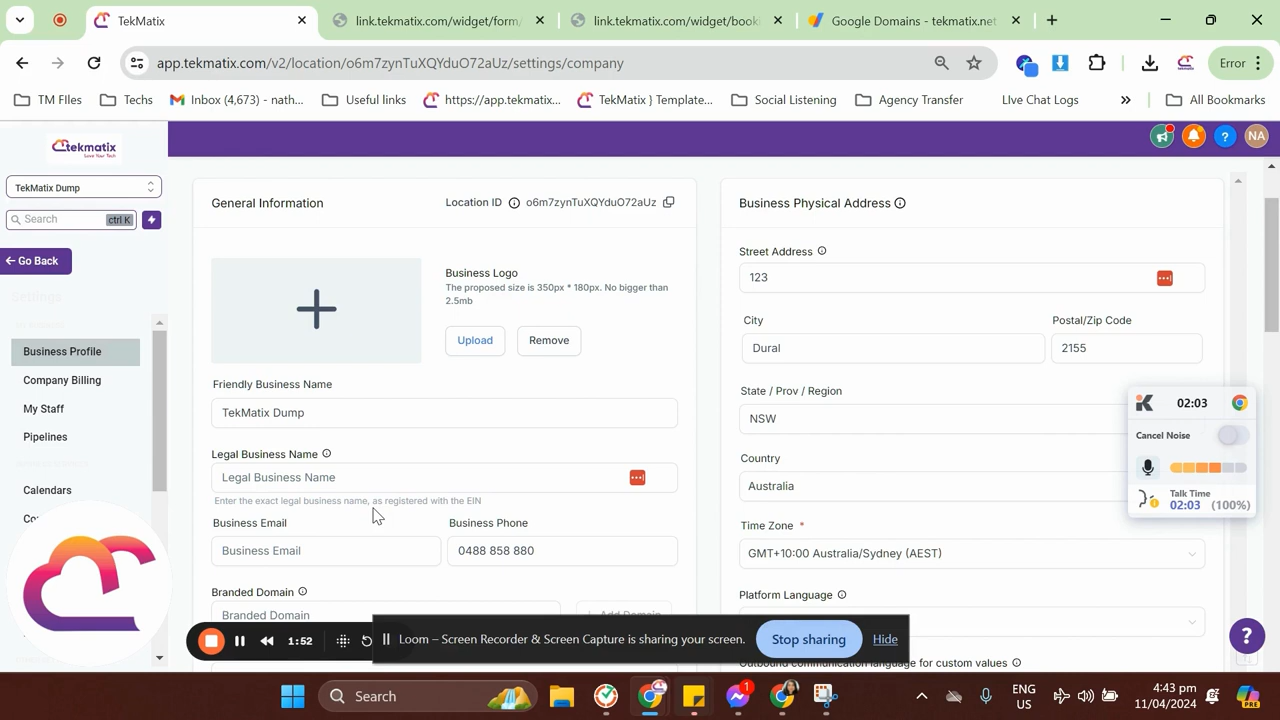 TekMatix
link.tekmatix.com/widget/form/
link.tekmatix.com/widget/booki
Google Domains - tekmatix.net
app.tekmatix.com/v2/location/o6m7zynTuXQYduO72aUz/settings/company
Error
TM FIles
Techs
Inbox (4,673) - nath...
Useful links
https://app.tekmatix...
TekMatix } Template...
Social Listening
Agency Transfer
LIve Chat Logs
All Bookmarks
tekmatix
Love Your Tech
NA
TekMatix Dump
Search
ctrl K
Go Back
Settings
Business Profile
Company Billing
My Staff
Pipelines
Calendars
General Information
Location ID
o6m7zynTuXQYduO72aUz
Business Logo
The proposed size is 350px * 180px. No bigger than
2.5mb
Upload
Remove
Friendly Business Name
TekMatix Dump
Legal Business Name
Legal Business Name
Enter the exact legal business name, as registered with the EIN
Business Email
Business Phone
Business Email
0488 858 880
Branded Domain
Branded Domain
Add Domain
Business Physical Address
Street Address
123
City
Postal/Zip Code
Dural
2155
State / Prov / Region
NSW
Country
Australia
Time Zone *
GMT+10:00 Australia/Sydney (AEST)
Platform Language
Outbound communication language for custom values
02:03
Cancel Noise
Talk Time
02:03 (100%)
1:52
Loom – Screen Recorder & Screen Capture is sharing your screen.
Stop sharing
Hide
Search
1
ENG
US
4:43 pm
11/04/2024
PRE